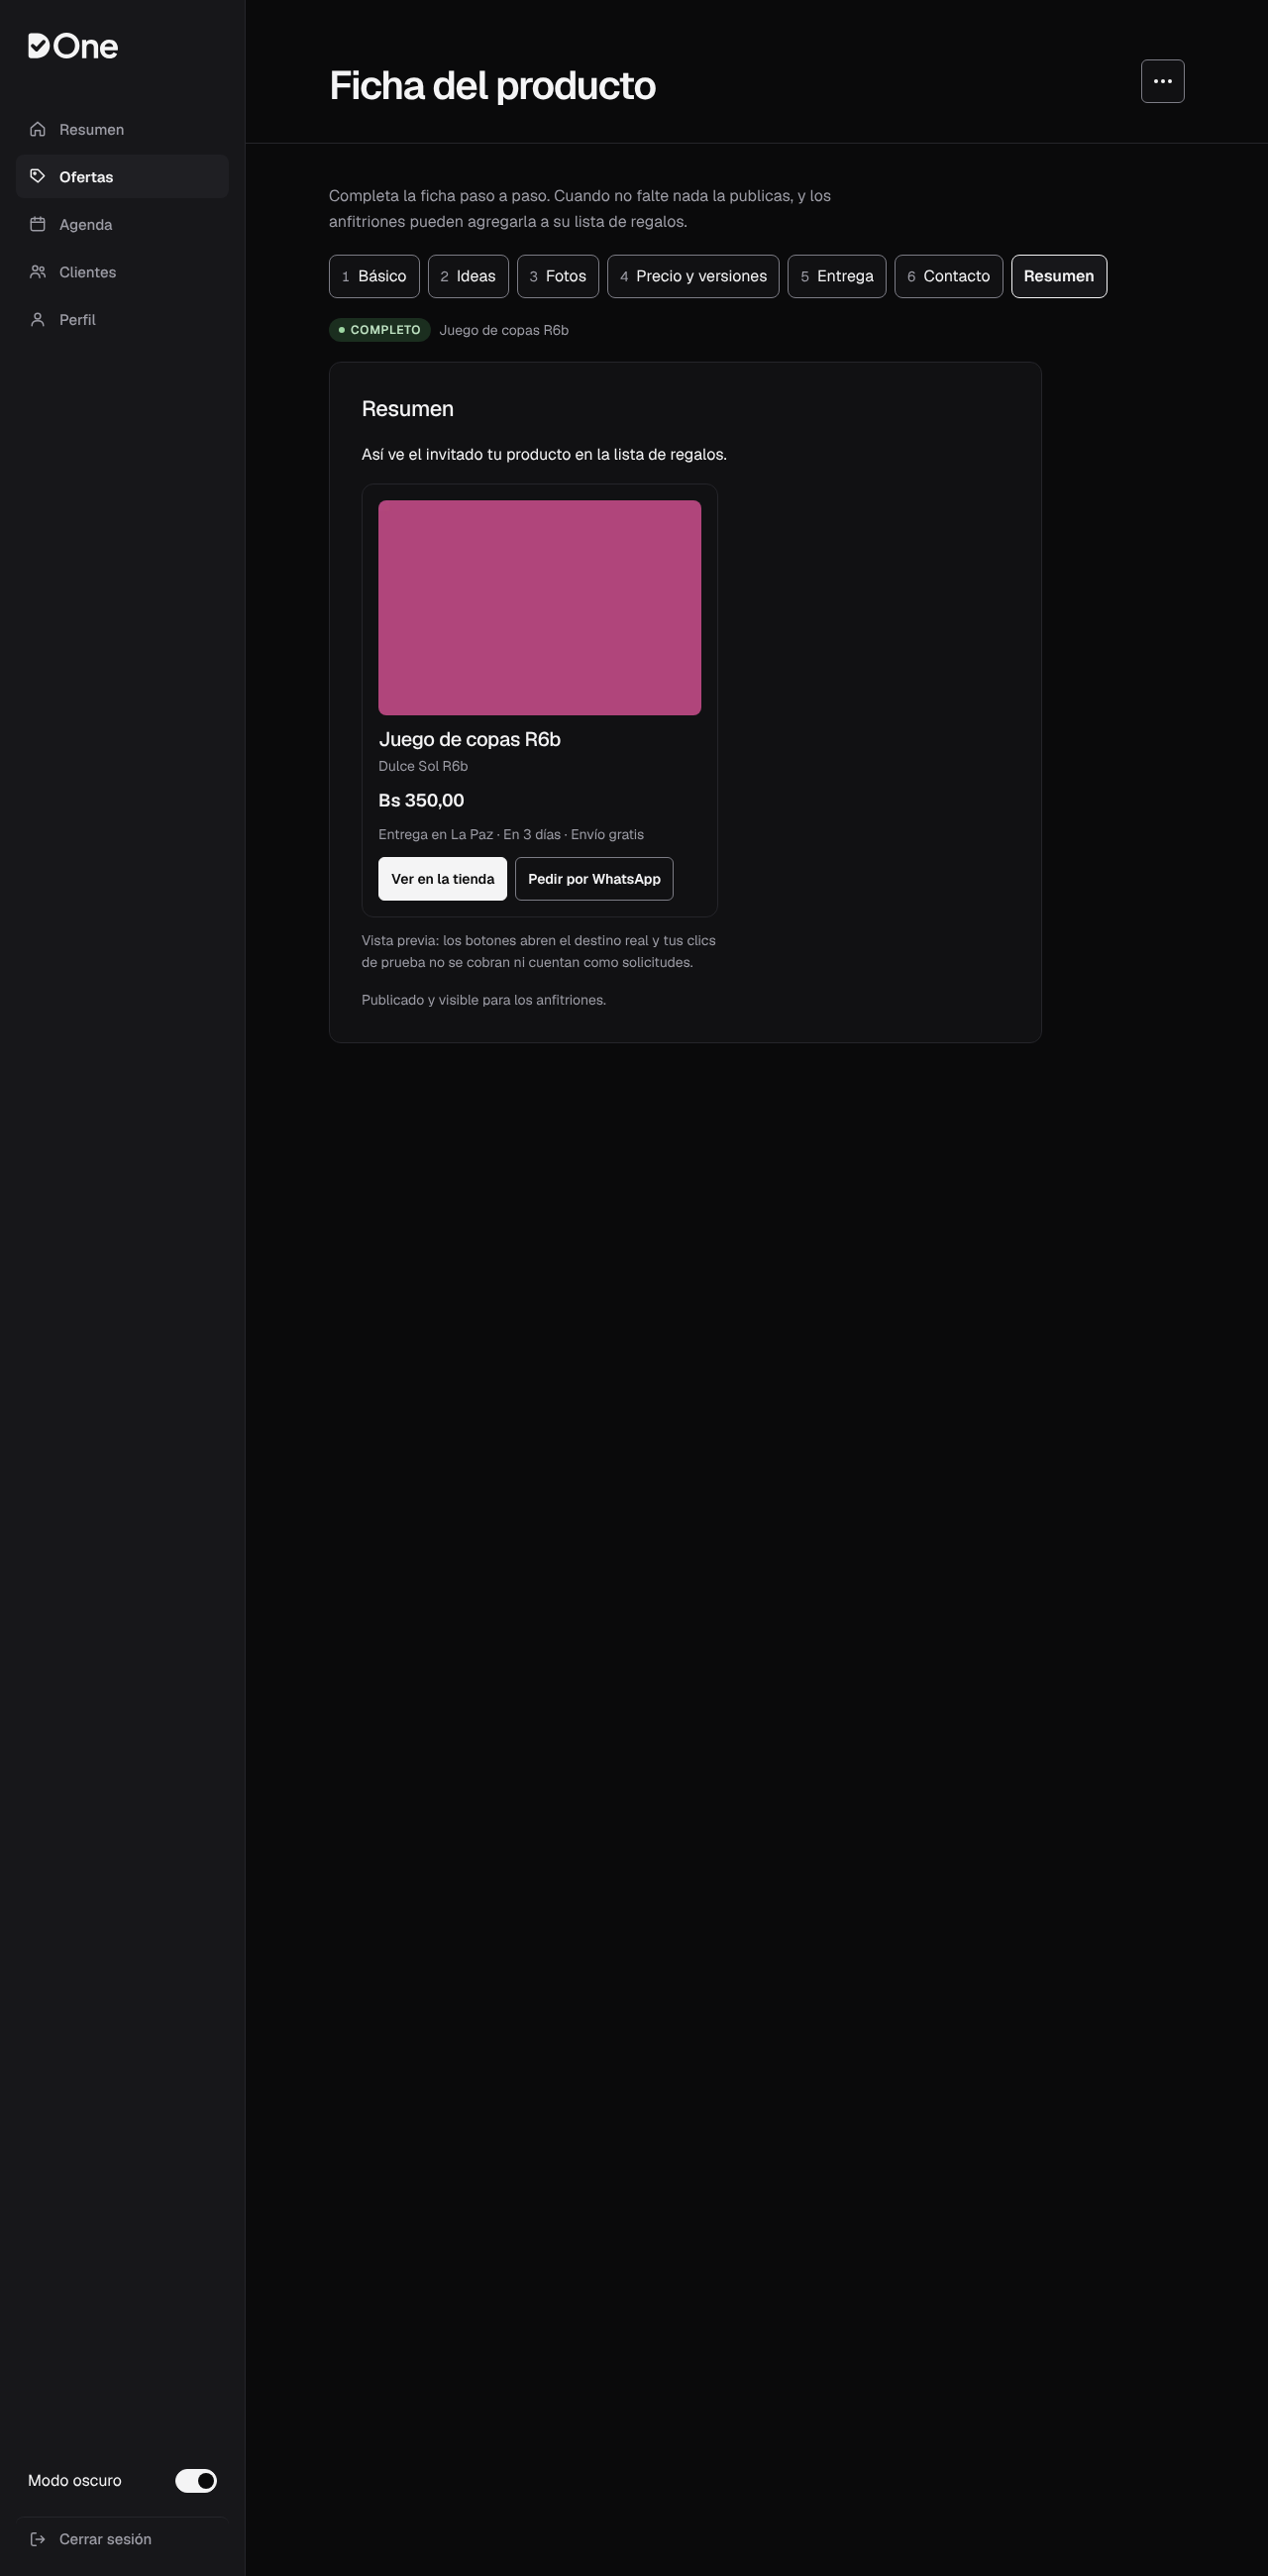 DOne
Resumen
Ofertas
Agenda
Clientes
Perfil
Modo oscuro
Cerrar sesión
Ficha del producto
Completa la ficha paso a paso. Cuando no falte nada la publicas, y los
anfitriones pueden agregarla a su lista de regalos.
1 Básico 2 Ideas 3 Fotos 4 Precio y versiones 5 Entrega 6 Contacto Resumen
COMPLETO Juego de copas R6b
Resumen
Así ve el invitado tu producto en la lista de regalos.
Juego de copas R6b
Dulce Sol R6b
Bs 350,00
Entrega en La Paz · En 3 días · Envío gratis
Ver en la tienda Pedir por WhatsApp
Vista previa: los botones abren el destino real y tus clics
de prueba no se cobran ni cuentan como solicitudes.
Publicado y visible para los anfitriones.